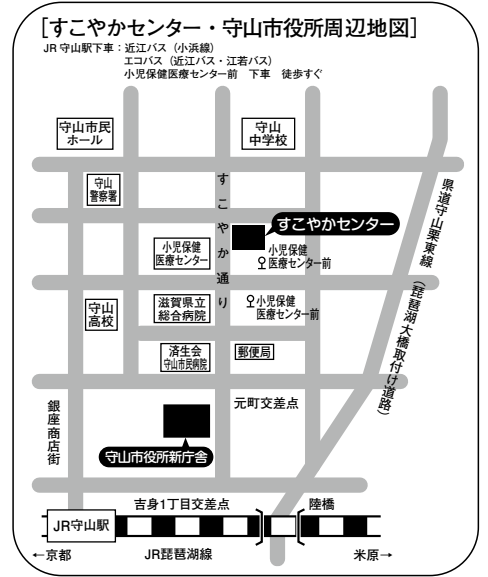 [すこやかセンター・守山市役所周辺地図]
JR 守山駅下車：近江バス（小浜線）
エコバス（近江バス・江若バス）
小児保健医療センター前　下車　徒歩すぐ
守山市民
ホール
守山
中学校
守山
警察署
すこやか通り
すこやかセンター
小児保健
医療センター
小児保健
医療センター前
県道守山栗東線（琵琶湖大橋取付け道路）
守山
高校
滋賀県立
総合病院
小児保健
医療センター前
済生会
守山市民病院
郵便局
銀座商店街
元町交差点
守山市役所新庁舎
吉身1丁目交差点
陸橋
JR守山駅
←京都
JR琵琶湖線
米原→